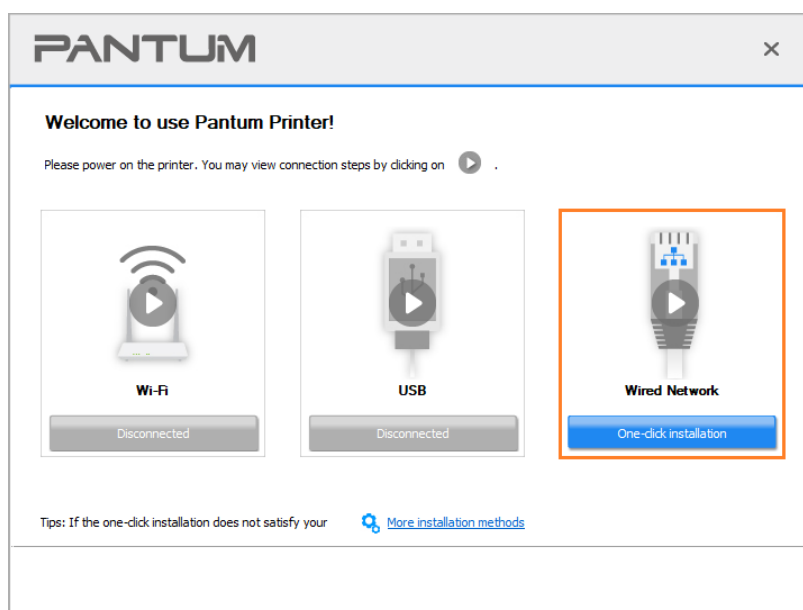 PANTUM
Welcome to use Pantum Printer!
Please power on the printer. You may view connection steps by clicking on .
Wi-Fi
USB
Wired Network
Disconnected
Disconnected
One-click installation
Tips: If the one-click installation does not satisfy your More installation methods